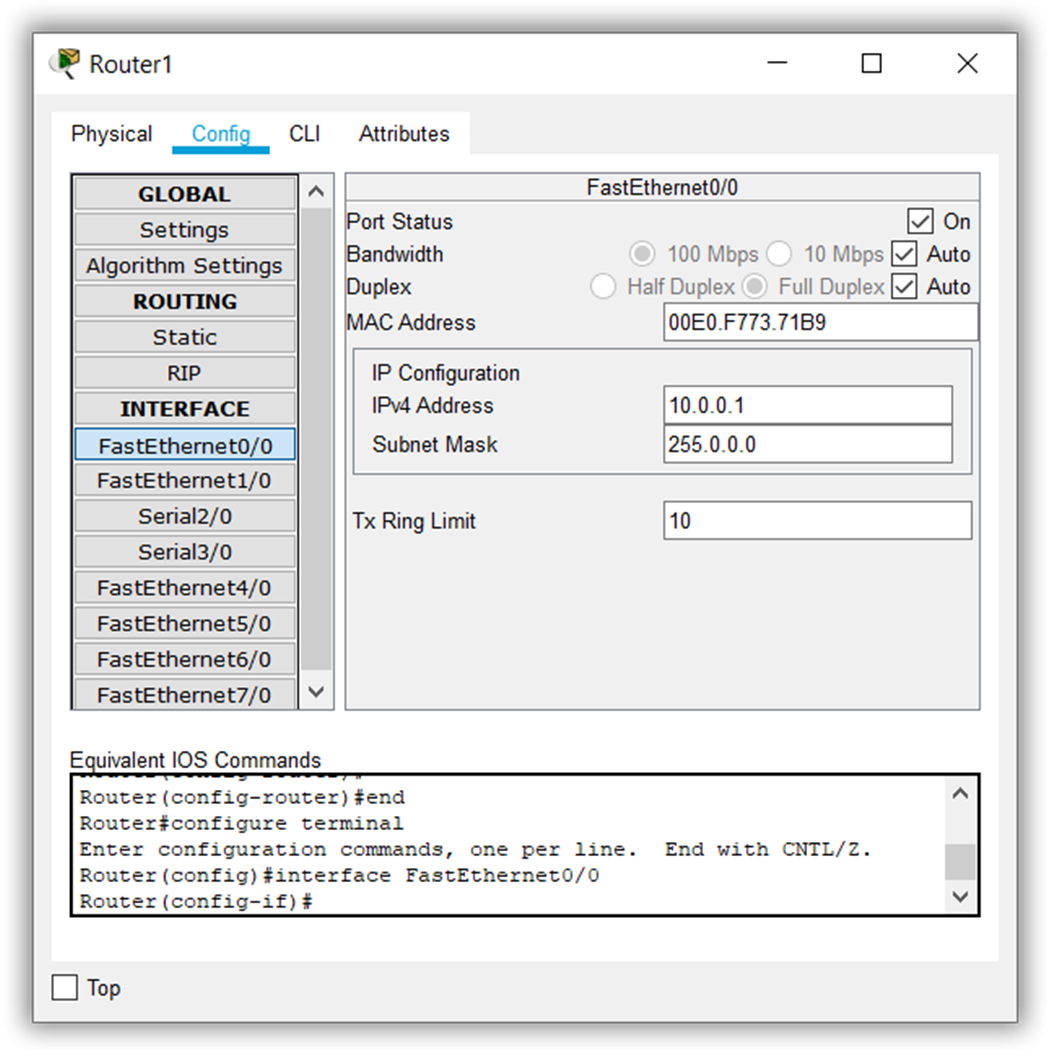 Router1
Physical Config CLI Attributes
GLOBAL
Settings
Algorithm Settings
ROUTING
Static
RIP
INTERFACE
FastEthernet0/0
FastEthernet1/0
Serial2/0
Serial3/0
FastEthernet4/0
FastEthernet5/0
FastEthernet6/0
FastEthernet7/0
FastEthernet0/0
Port Status On
Bandwidth 100 Mbps 10 Mbps Auto
Duplex Half Duplex Full Duplex Auto
MAC Address 00E0.F773.71B9
IP Configuration
IPv4 Address 10.0.0.1
Subnet Mask 255.0.0.0
Tx Ring Limit 10
Equivalent IOS Commands
Router(config-router)#end
Router#configure terminal
Enter configuration commands, one per line.  End with CNTL/Z.
Router(config)#interface FastEthernet0/0
Router(config-if)#
Top